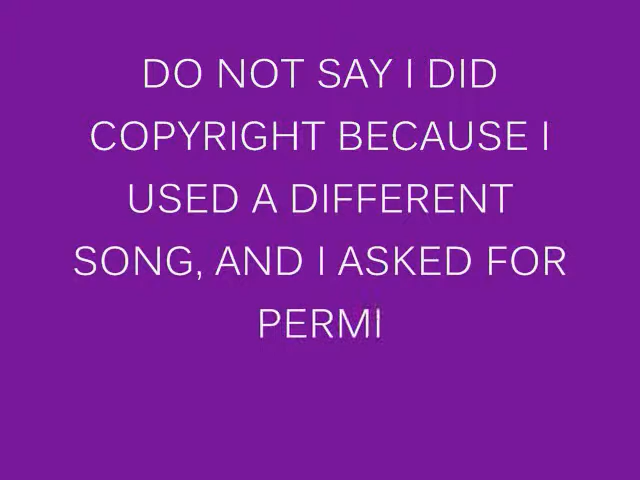 DO NOT SAY I DID
COPYRIGHT BECAUSE I
USED A DIFFERENT
SONG, AND I ASKED FOR
PERMI